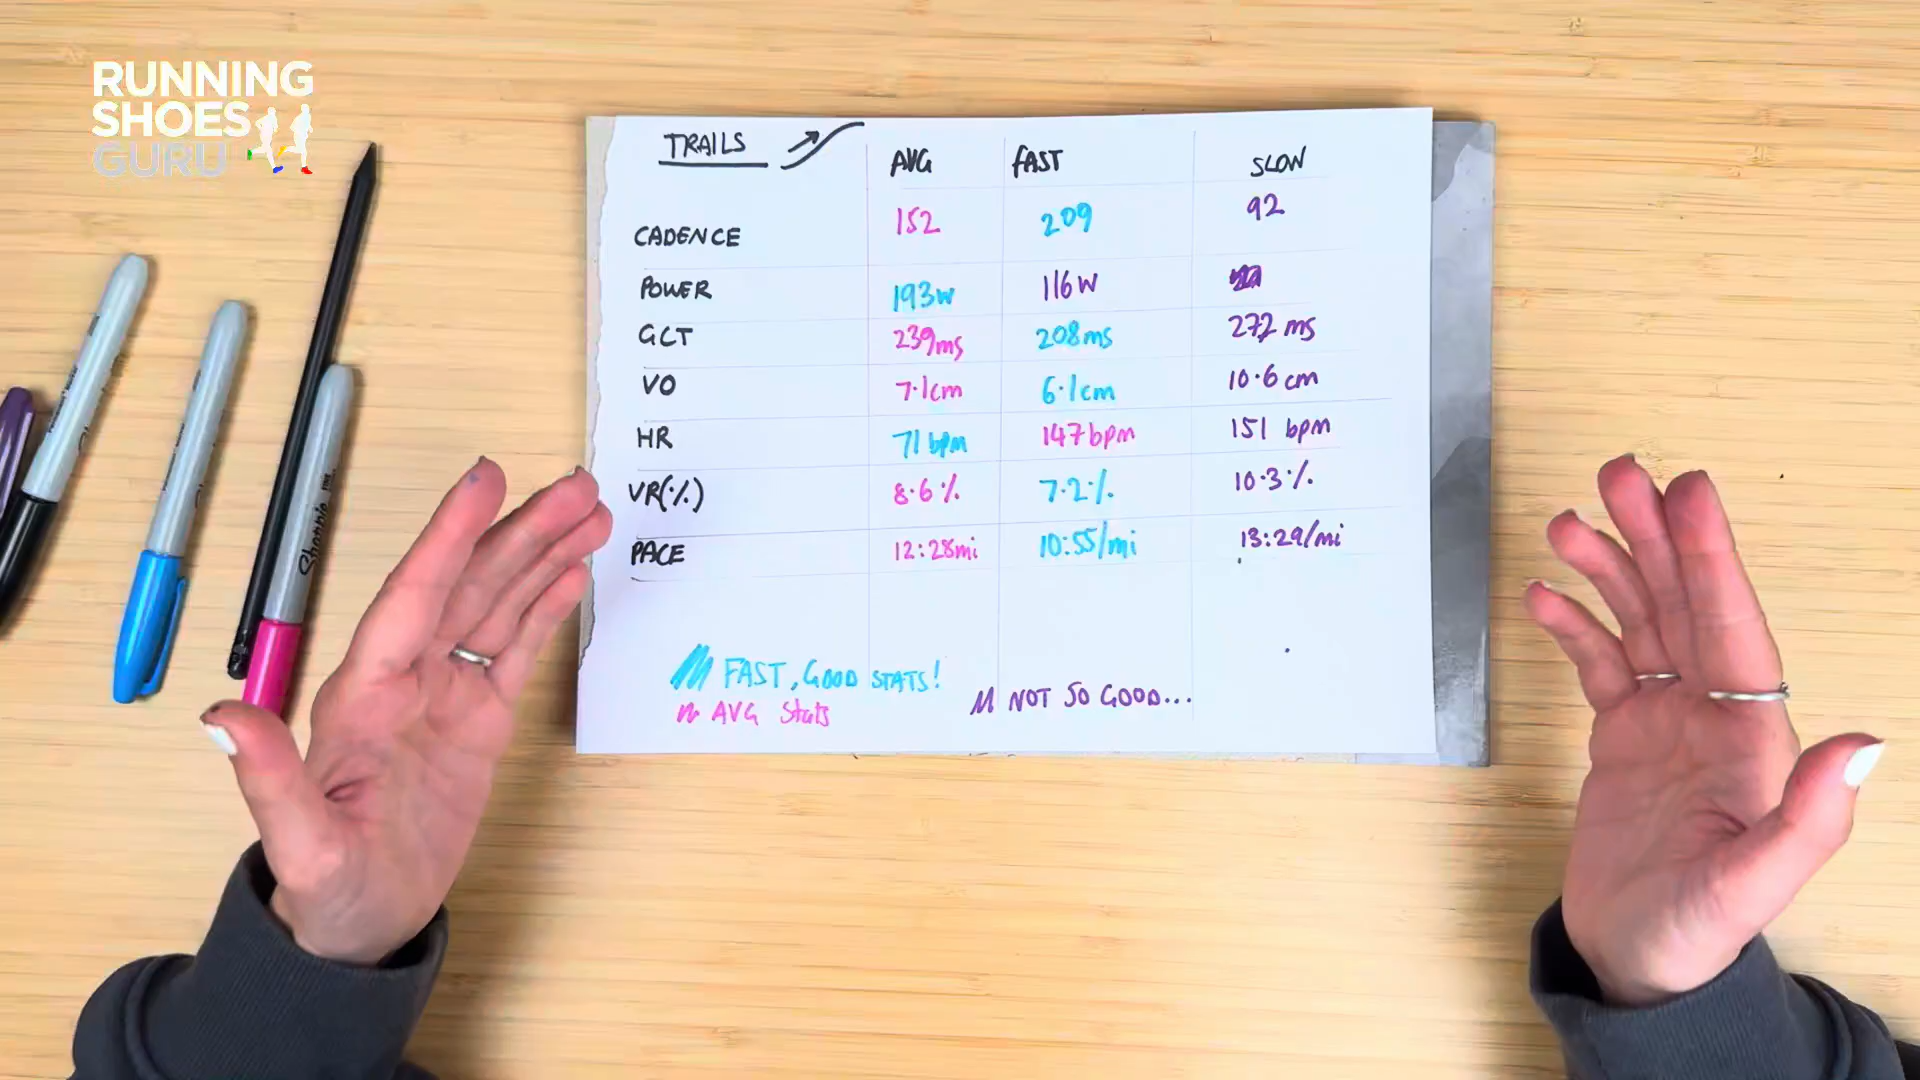 RUNNING
SHOES
GURU
TRAILS AVG FAST SLOW
CADENCE 152 209 92
POWER 193W 116W
GCT 239ms 208ms 272 ms
VO 7.1cm 6.1cm 10.6 cm
HR 71 bpm 147bpm 151 bpm
VR(%) 8.6% 7.2% 10.3%
PACE 12:28mi 10:55/mi 13:29/mi
FAST, GOOD STATS!
AVG Stats
NOT SO GOOD...
Sharpie